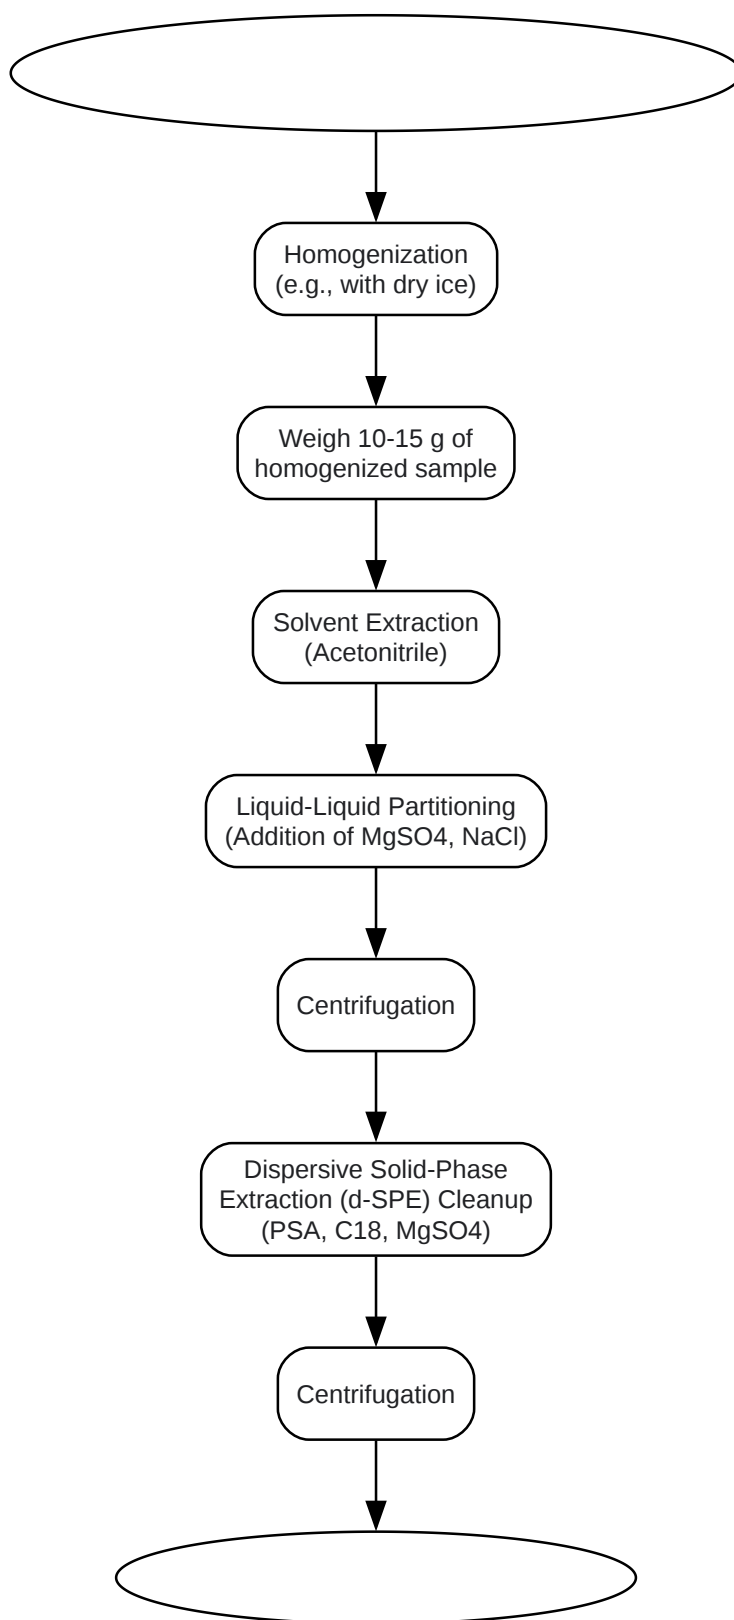 Homogenization
(e.g., with dry ice)
Weigh 10-15 g of
homogenized sample
Solvent Extraction
(Acetonitrile)
Liquid-Liquid Partitioning
(Addition of MgSO4, NaCl)
Centrifugation
Dispersive Solid-Phase
Extraction (d-SPE) Cleanup
(PSA, C18, MgSO4)
Centrifugation